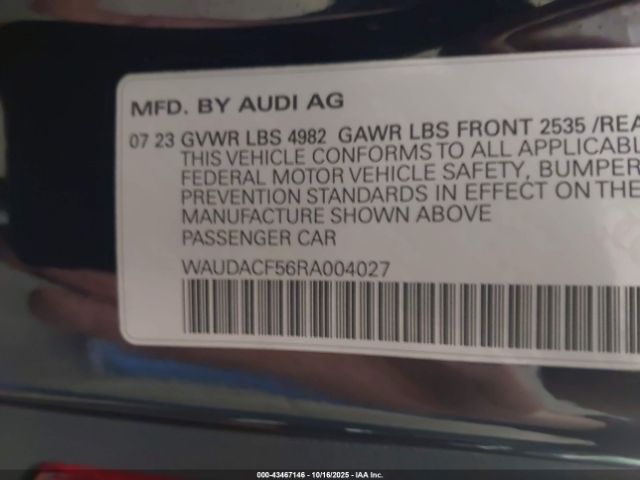 MFD. BY AUDI AG
07 23 GVWR LBS 4982 GAWR LBS FRONT 2535 /REA
THIS VEHICLE CONFORMS TO ALL APPLICABL
FEDERAL MOTOR VEHICLE SAFETY, BUMPER
PREVENTION STANDARDS IN EFFECT ON THE
MANUFACTURE SHOWN ABOVE
PASSENGER CAR
WAUDACF56RA004027
000-43467146 - 10/16/2025 - IAA Inc.